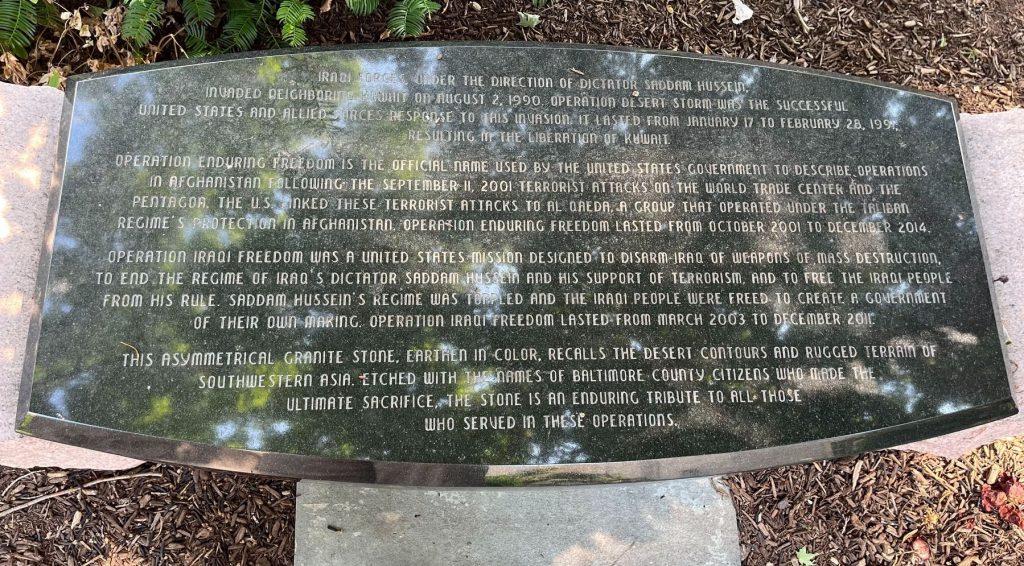 IRAQI FORCES, UNDER THE DIRECTION OF DICTATOR SADDAM HUSSEIN,
INVADED NEIGHBORING KUWAIT ON AUGUST 2, 1990. OPERATION DESERT STORM WAS THE SUCCESSFUL
UNITED STATES AND ALLIED FORCES RESPONSE TO THIS INVASION. IT LASTED FROM JANUARY 17 TO FEBRUARY 28, 1991,
RESULTING IN THE LIBERATION OF KUWAIT.
OPERATION ENDURING FREEDOM IS THE OFFICIAL NAME USED BY THE UNITED STATES GOVERNMENT TO DESCRIBE OPERATIONS
IN AFGHANISTAN FOLLOWING THE SEPTEMBER 11, 2001 TERRORIST ATTACKS ON THE WORLD TRADE CENTER AND THE
PENTAGON. THE U.S. LINKED THESE TERRORIST ATTACKS TO AL QAEDA, A GROUP THAT OPERATED UNDER THE TALIBAN
REGIME'S PROTECTION IN AFGHANISTAN. OPERATION ENDURING FREEDOM LASTED FROM OCTOBER 2001 TO DECEMBER 2014.
OPERATION IRAQI FREEDOM WAS A UNITED STATES MISSION DESIGNED TO DISARM IRAQ OF WEAPONS OF MASS DESTRUCTION,
TO END THE REGIME OF IRAQ'S DICTATOR SADDAM HUSSEIN AND HIS SUPPORT OF TERRORISM, AND TO FREE THE IRAQI PEOPLE
FROM HIS RULE. SADDAM HUSSEIN'S REGIME WAS TOPPLED AND THE IRAQI PEOPLE WERE FREED TO CREATE A GOVERNMENT
OF THEIR OWN MAKING. OPERATION IRAQI FREEDOM LASTED FROM MARCH 2003 TO DECEMBER 2011.
THIS ASYMMETRICAL GRANITE STONE, EARTHEN IN COLOR, RECALLS THE DESERT CONTOURS AND RUGGED TERRAIN OF
SOUTHWESTERN ASIA. ETCHED WITH THE NAMES OF BALTIMORE COUNTY CITIZENS WHO MADE THE
ULTIMATE SACRIFICE, THE STONE IS AN ENDURING TRIBUTE TO ALL THOSE
WHO SERVED IN THESE OPERATIONS.